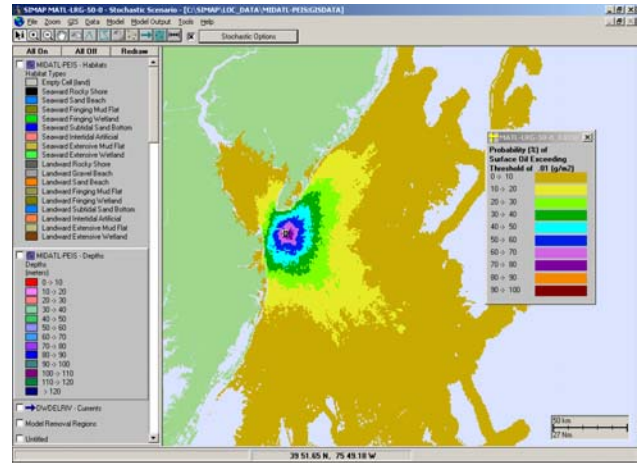 SIMAP MATL-LRG-50-0 - Stochastic Scenario - [C:\SIMAP\LOC_DATA\MIDATL-PEIS\GISDATA]
File Zoom GIS Data Model Model Output Tools Help
Stochastic Options
All On All Off Redraw
MIDATL-PEIS - Habitats
Habitat Types
Empty Cell (land)
Seaward Rocky Shore
Seaward Sand Beach
Seaward Fringing Mud Flat
Seaward Fringing Wetland
Seaward Subtidal Sand Bottom
Seaward Intertidal Artificial
Seaward Extensive Mud Flat
Seaward Extensive Wetland
Landward Rocky Shore
Landward Gravel Beach
Landward Sand Beach
Landward Fringing Mud Flat
Landward Fringing Wetland
Landward Subtidal Sand Bottom
Landward Intertidal Artificial
Landward Extensive Mud Flat
Landward Extensive Wetland
MIDATL-PEIS - Depths
Depths
(meters)
0 -> 10
10 -> 20
20 -> 30
30 -> 40
40 -> 50
50 -> 60
60 -> 70
70 -> 80
80 -> 90
90 -> 100
100 -> 110
110 -> 120
> 120
DWDELRIV - Currents
Model Removal Regions
Untitled
Probability (%) of
Surface Oil Exceeding
Threshold of .01 (g/m2)
0 -> 10
10 -> 20
20 -> 30
30 -> 40
40 -> 50
50 -> 60
60 -> 70
70 -> 80
80 -> 90
90 -> 100
50 km
27 Nm
39 51.65 N, 75 49.18 W